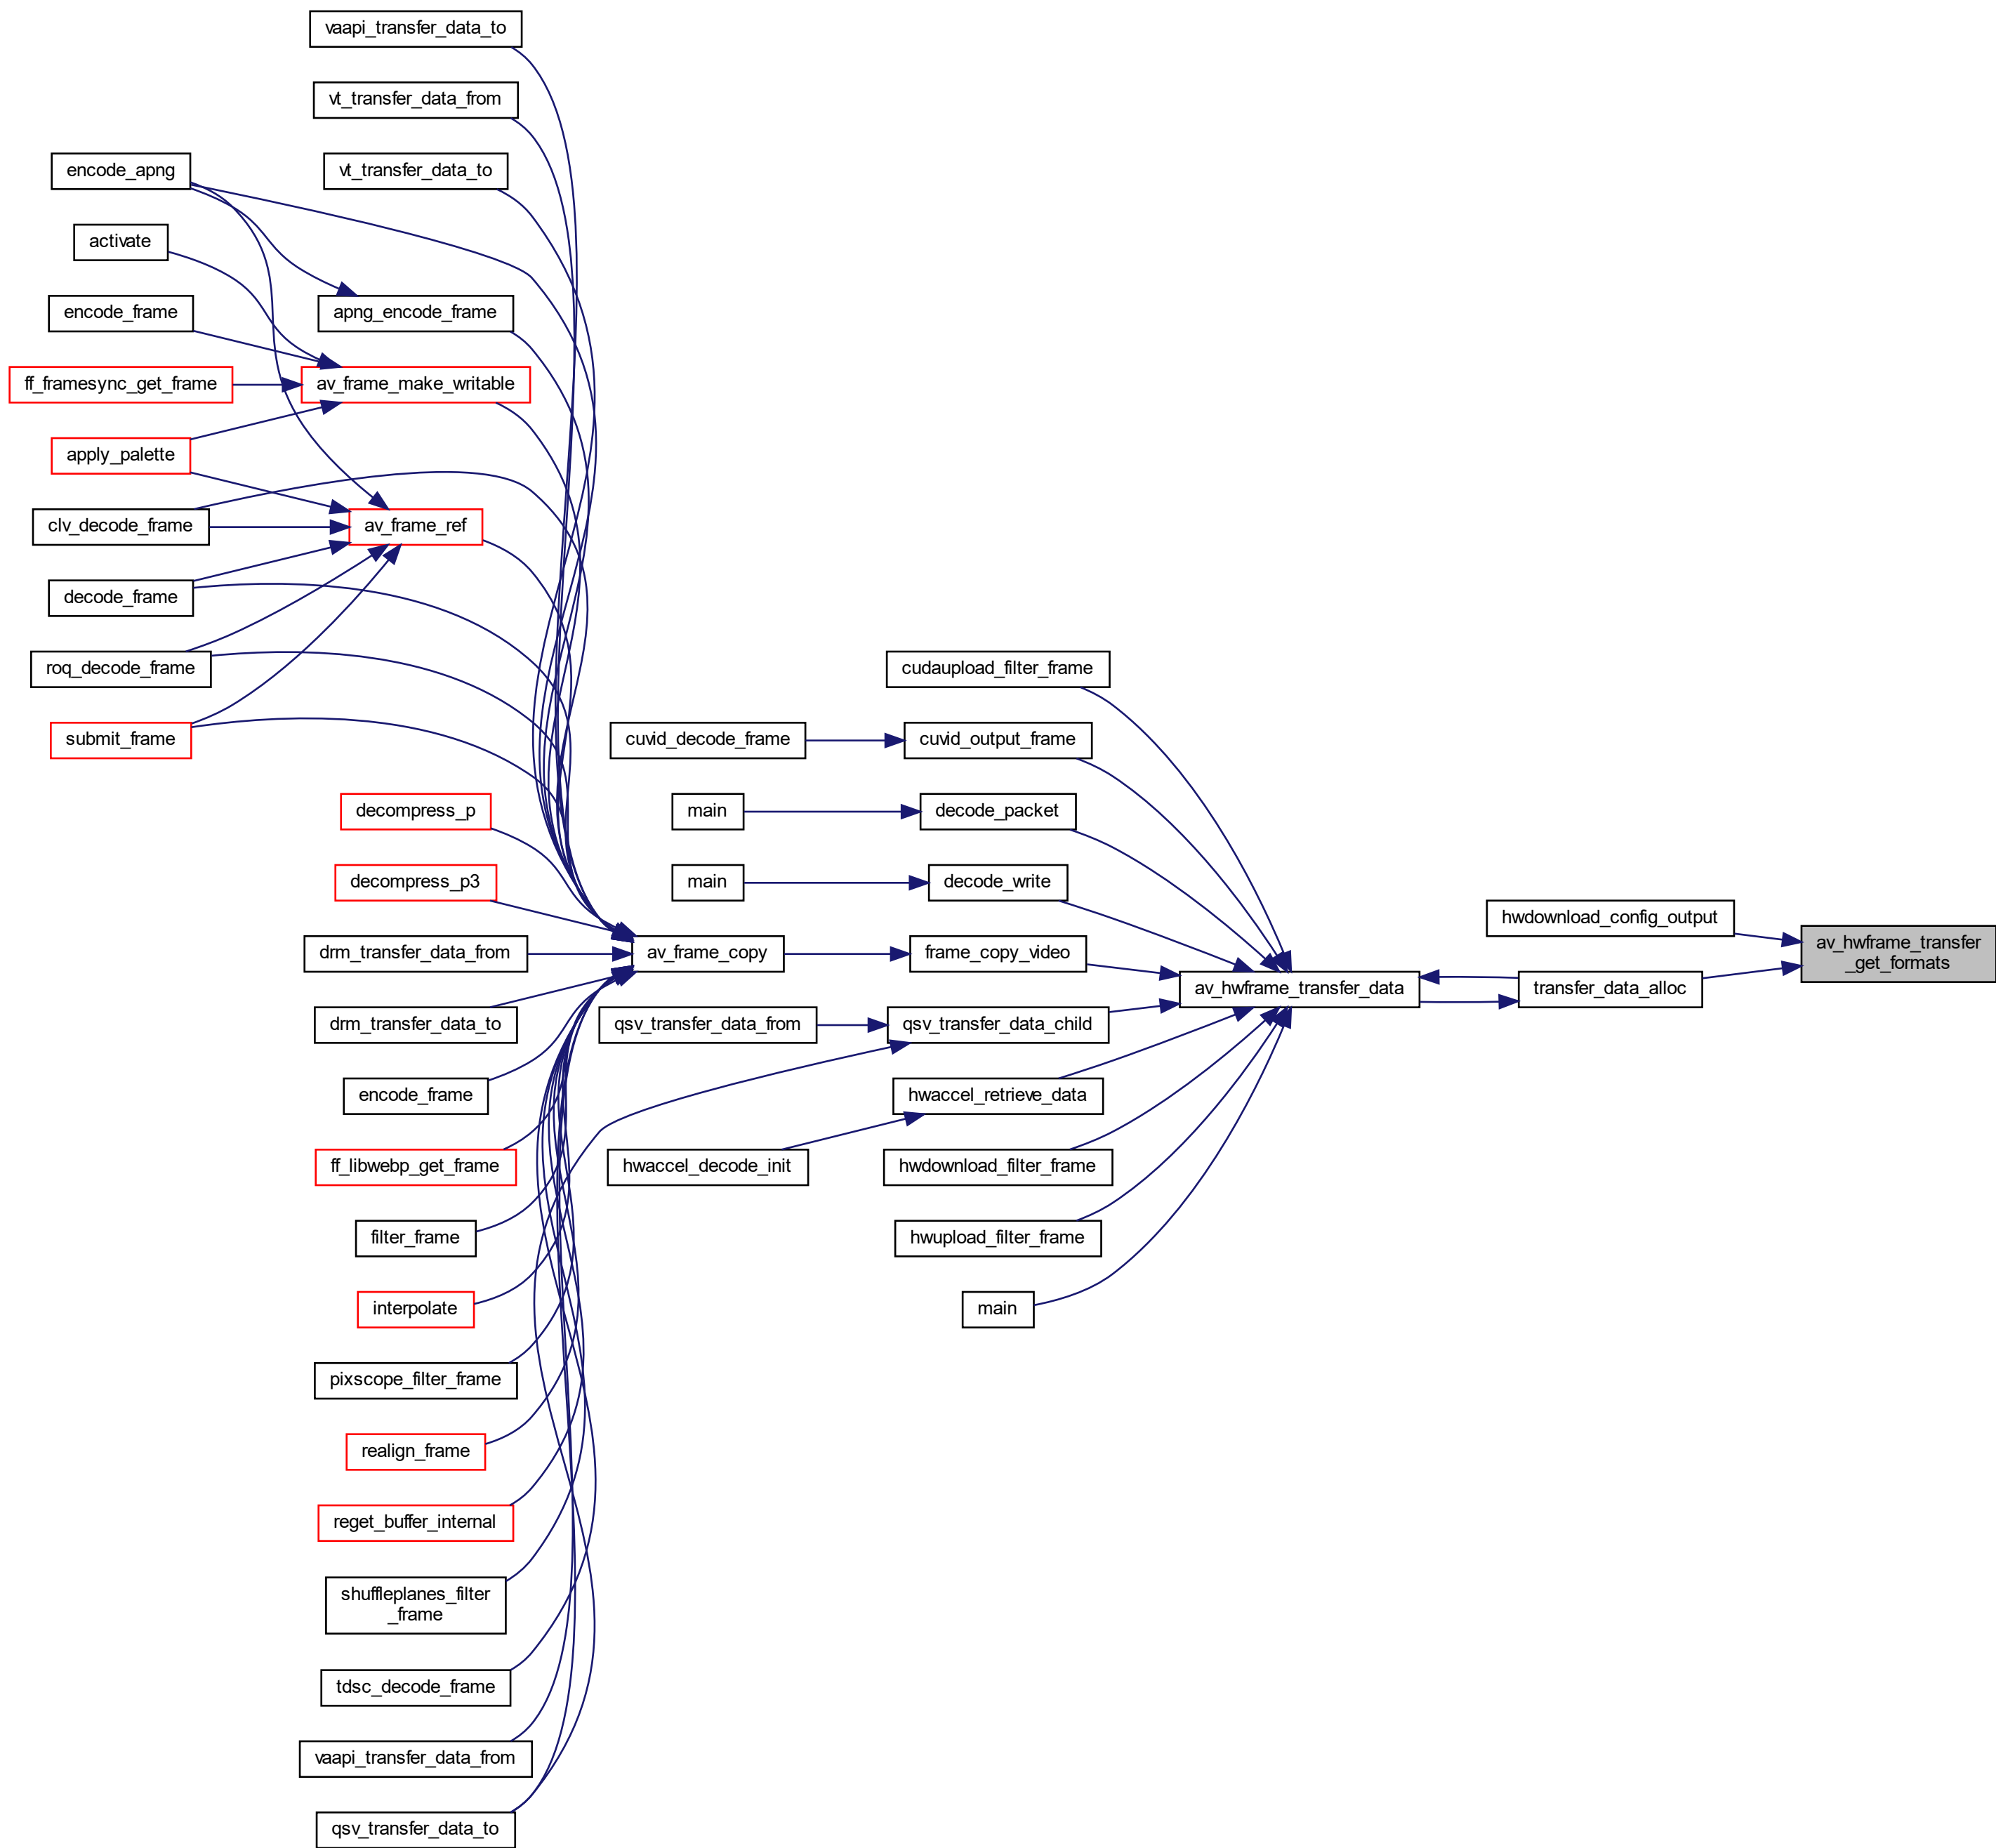 vaapi_transfer_data_to
vt_transfer_data_from
encode_apng
vt_transfer_data_to
activate
encode_frame
apng_encode_frame
ff_framesync_get_frame
av_frame_make_writable
apply_palette
clv_decode_frame
av_frame_ref
decode_frame
roq_decode_frame
submit_frame
decompress_p
decompress_p3
drm_transfer_data_from
drm_transfer_data_to
encode_frame
ff_libwebp_get_frame
filter_frame
interpolate
pixscope_filter_frame
realign_frame
reget_buffer_internal
shuffleplanes_filter
_frame
tdsc_decode_frame
vaapi_transfer_data_from
qsv_transfer_data_to
cuvid_decode_frame
main
main
av_frame_copy
qsv_transfer_data_from
hwaccel_decode_init
cudaupload_filter_frame
cuvid_output_frame
decode_packet
decode_write
frame_copy_video
qsv_transfer_data_child
hwaccel_retrieve_data
hwdownload_filter_frame
hwupload_filter_frame
main
av_hwframe_transfer_data
hwdownload_config_output
transfer_data_alloc
av_hwframe_transfer
_get_formats